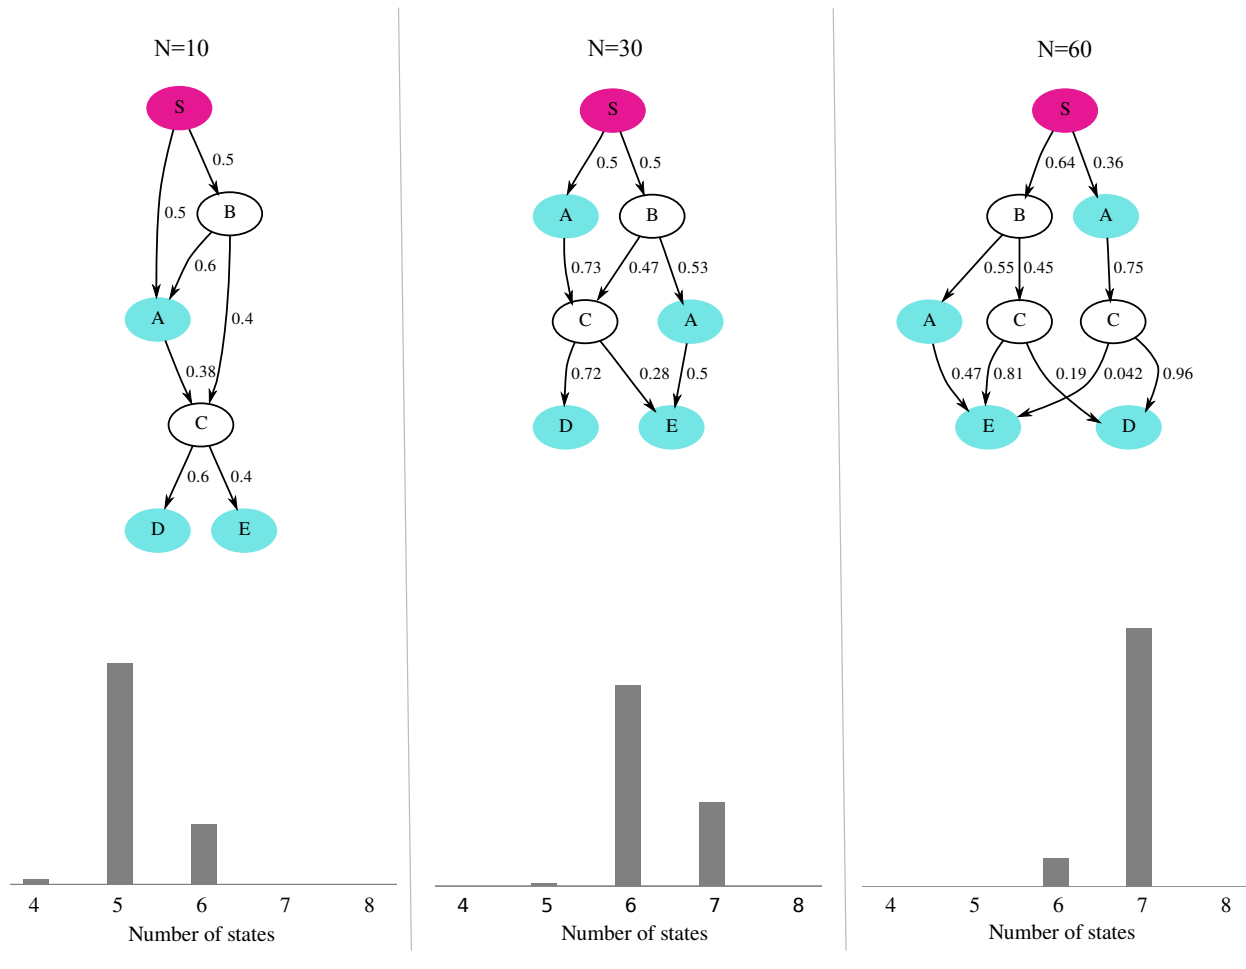 N=10
S
0.5
B
0.5
0.6
A
0.4
0.38
C
0.6
0.4
D
E
4 5 6 7 8
Number of states
N=30
S
0.5 0.5
A B
0.73 0.47 0.53
C A
0.72 0.28 0.5
D E
4 5 6 7 8
Number of states
N=60
S
0.64 0.36
B A
0.55 0.45 0.75
A C C
0.47 0.81 0.19 0.042 0.96
E D
4 5 6 7 8
Number of states